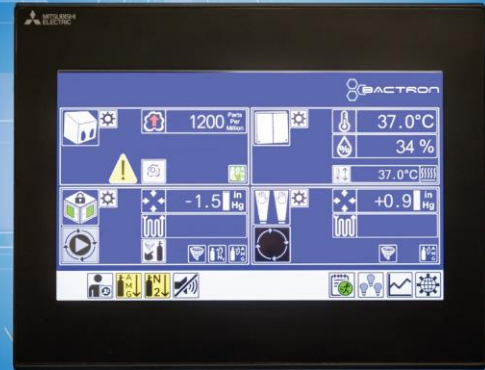 MITSUBISHI
ELECTRIC
BACTRON
1200 Parts Per Million
37.0°C
34 %
%
37.0°C
-1.5 in Hg
+0.9 in Hg
A
M
G
N
2